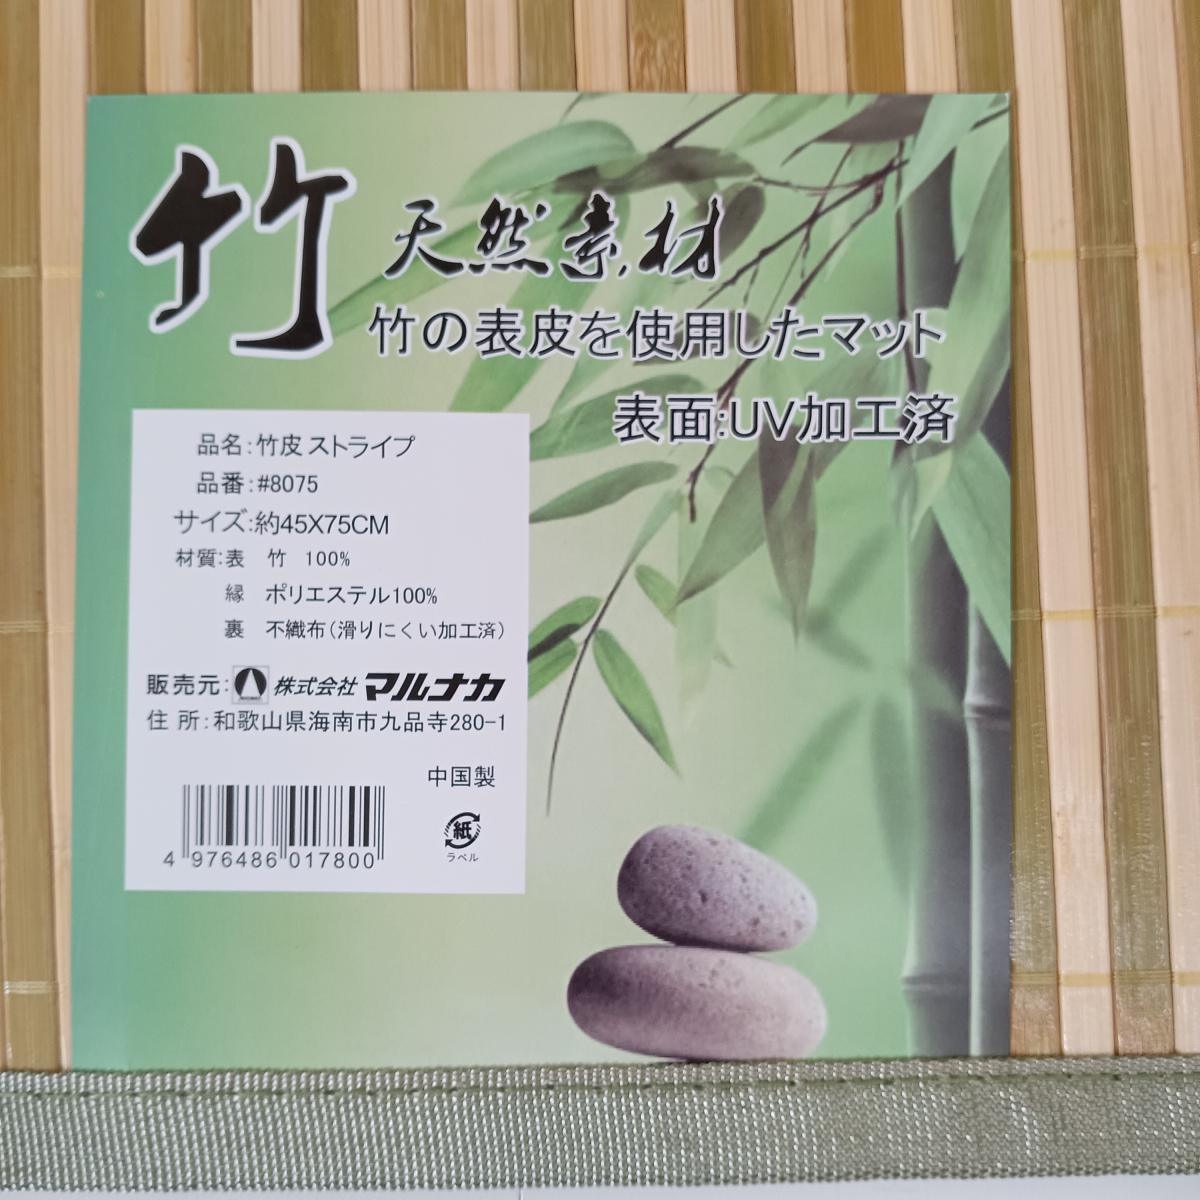 竹
天然素材
竹の表皮を使用したマット
表面:UV加工済
品名:竹皮 ストライプ
品番:#8075
サイズ:約45X75CM
材質:表 竹 100%
縁 ポリエステル100%
裏 不織布(滑りにくい加工済)
販売元: 株式会社 マルナカ
住 所:和歌山県海南市九品寺280-1
中国製
紙
ラベル
4 976486 017800